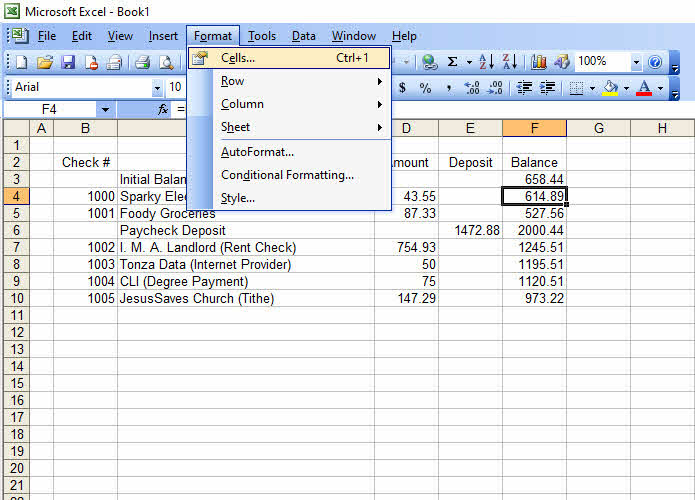 Microsoft Excel - Book1
File Edit View Insert Format Tools Data Window Help
Σ 100%
Arial 10 $ % ,
F4 fx =
Cells... Ctrl+1
Row
Column
Sheet
AutoFormat...
Conditional Formatting...
Style...
A B D E F G H
1
2 Check # mount Deposit Balance
3 Initial Balan 658.44
4 1000 Sparky Elec 43.55 614.89
5 1001 Foody Groceries 87.33 527.56
6 Paycheck Deposit 1472.88 2000.44
7 1002 I. M. A. Landlord (Rent Check) 754.93 1245.51
8 1003 Tonza Data (Internet Provider) 50 1195.51
9 1004 CLI (Degree Payment) 75 1120.51
10 1005 JesusSaves Church (Tithe) 147.29 973.22
11
12
13
14
15
16
17
18
19
20
21